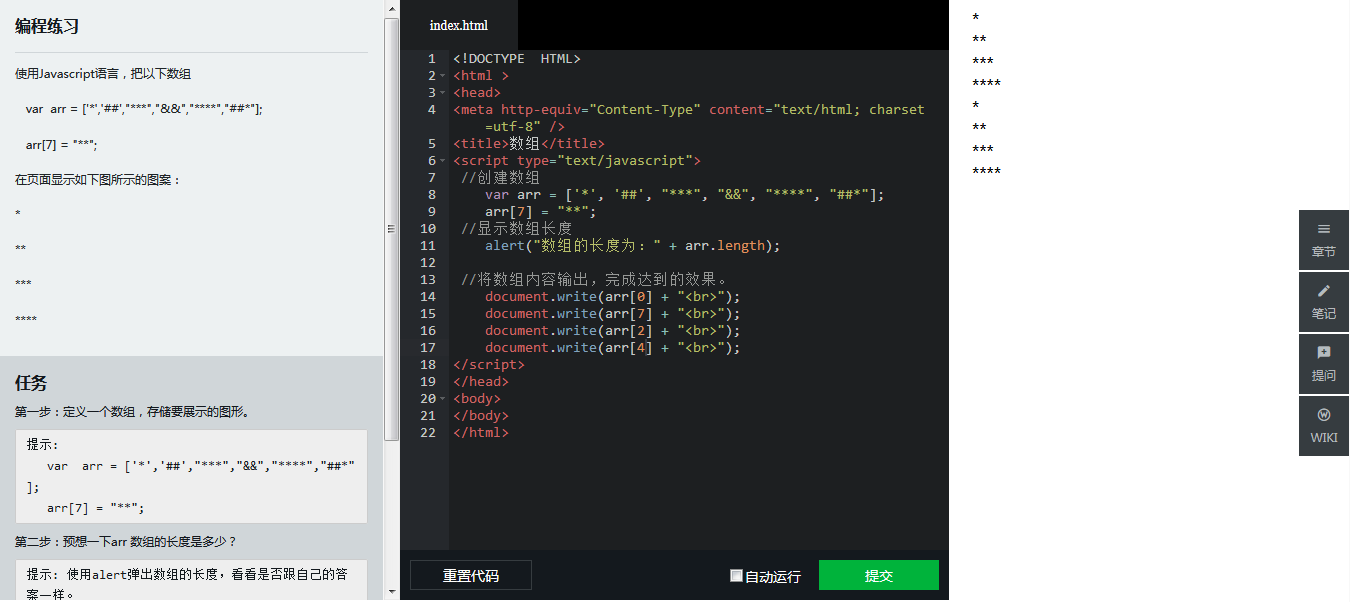 编程练习
使用Javascript语言，把以下数组
var arr = ['*','##',"***","&&","****","##*"];
arr[7] = "**";
在页面显示如下图所示的图案：
*
**
***
****
任务
第一步：定义一个数组，存储要展示的图形。
提示:
var arr = ['*','##',"***","&&","****","##*"
];
arr[7] = "**";
第二步：预想一下arr 数组的长度是多少？
提示: 使用alert弹出数组的长度，看看是否跟自己的答
案一样。
index.html
1 <!DOCTYPE  HTML>
2 <html >
3 <head>
4 <meta http-equiv="Content-Type" content="text/html; charset
=utf-8" />
5 <title>数组</title>
6 <script type="text/javascript">
7 //创建数组
8 var arr = ['*', '##', "***", "&&", "****", "##*"];
9 arr[7] = "**";
10 //显示数组长度
11 alert("数组的长度为：" + arr.length);
12
13 //将数组内容输出，完成达到的效果。
14 document.write(arr[0] + "<br>");
15 document.write(arr[7] + "<br>");
16 document.write(arr[2] + "<br>");
17 document.write(arr[4] + "<br>");
18 </script>
19 </head>
20 <body>
21 </body>
22 </html>
重置代码
自动运行
提交
*
**
***
****
*
**
***
****
章节
笔记
提问
WIKI